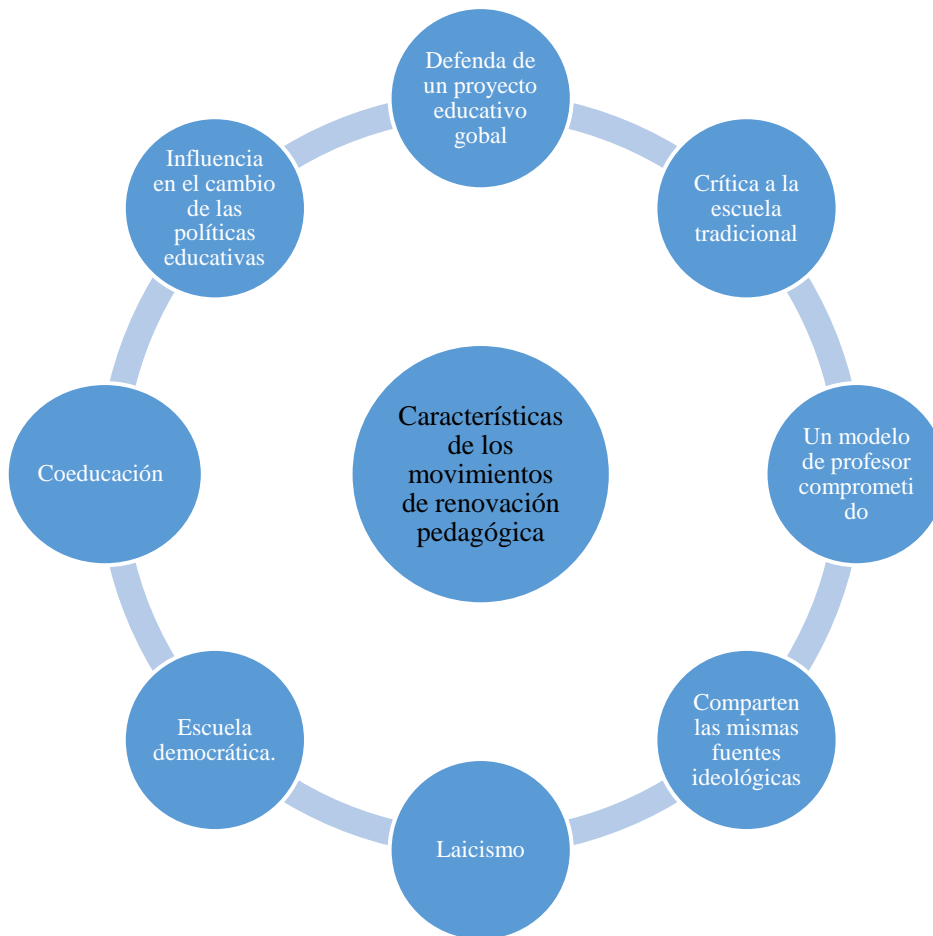 Defenda de
un proyecto
educativo
gobal
Crítica a la
escuela
tradicional
Un modelo
de profesor
comprometi
do
Comparten
las mismas
fuentes
ideológicas
Laicismo
Escuela
democrática.
Coeducación
Influencia
en el cambio
de las
políticas
educativas
Características
de los
movimientos
de renovación
pedagógica